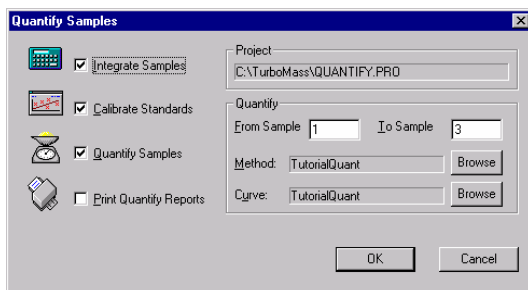 Quantify Samples
Integrate Samples
Calibrate Standards
Quantify Samples
Print Quantify Reports
Project
C:\TurboMass\QUANTIFY.PRO
Quantify
From Sample 1 To Sample 3
Method: TutorialQuant Browse
Curve: TutorialQuant Browse
OK Cancel